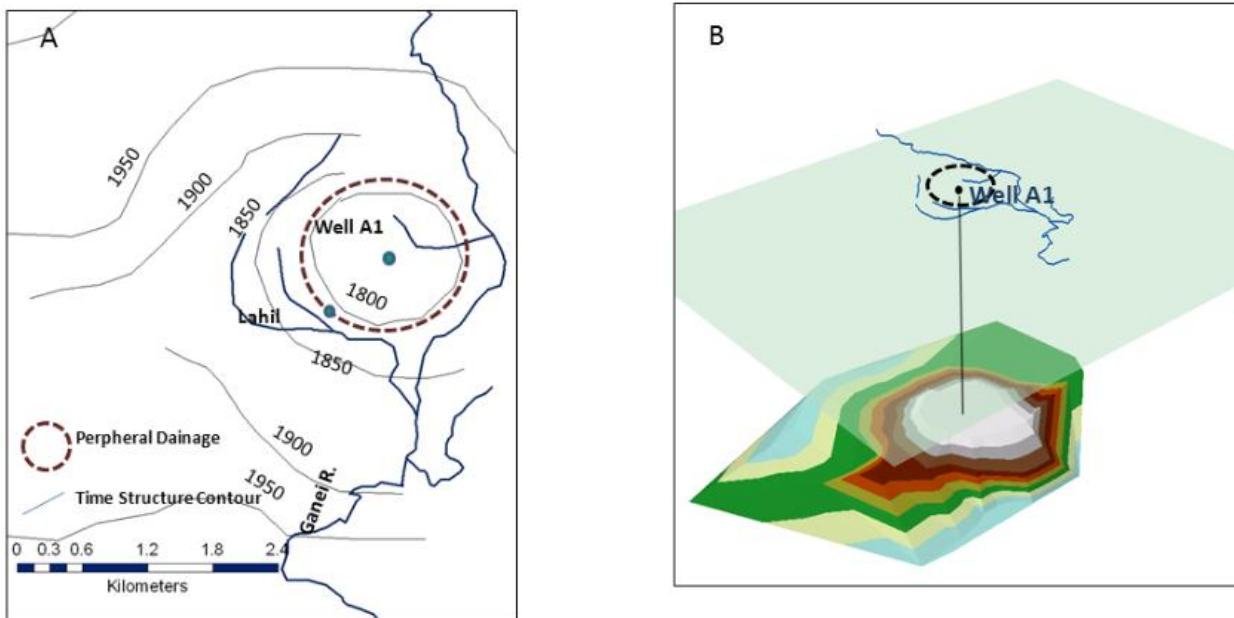 A
1950
1900
1850
Well A1
1800
Lahil
1850
1900
Perpheral Dainage
1950
Time Structure Contour
Ganei R.
0 0.3 0.6 1.2 1.8 2.4
Kilometers
B
Well A1